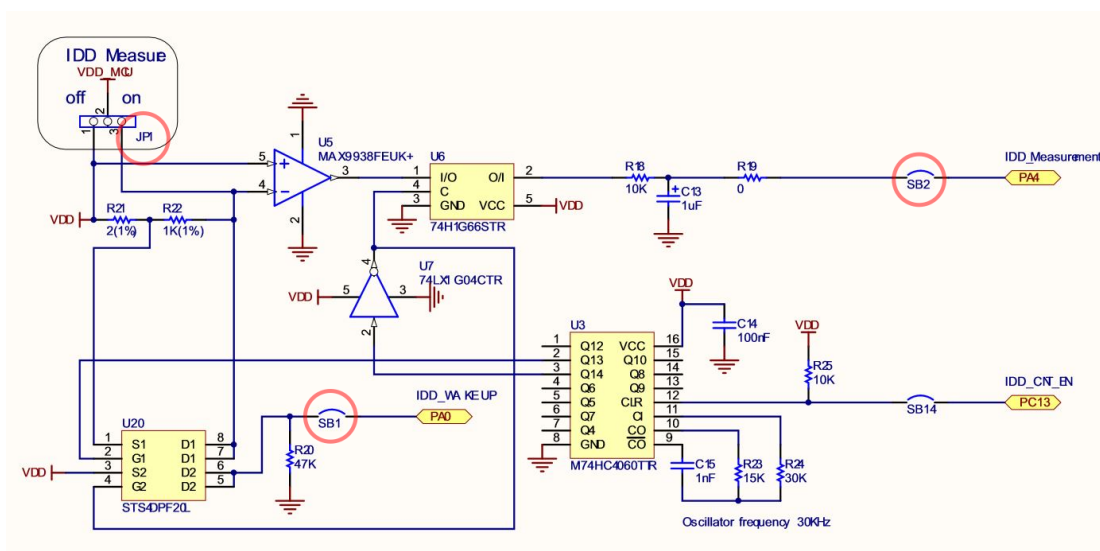 IDD Measure
VDD_MCU
off on
2
1 3 JP1
U5
MAX9938FEUK+
1
5 +
4 -
3
2
U6
1 I/O O/I 2
4 C
3 GND VCC 5 VDD
74H1G66STR
R18
10K
C13
1uF
R19
0
SB2
IDD_Measurement
PA4
VDD
R21
2(1%)
R22
1K(1%)
U7
74LX1G04CTR
4
VDD 5 3
2
VDD
C14
100nF
VDD
R25
10K
U3
1 Q12 VCC 16
2 Q13 Q10 15
3 Q14 Q8 14
4 Q6 Q9 13
5 Q5 CLR 12
6 Q7 CI 11
7 Q4 CO 10
8 GND CO 9
M74HC4060TTR
SB14
IDD_CNT_EN
PC13
C15
1nF
R23
15K
R24
30K
Oscillator frequency 30KHz
IDD_WAKEUP
PA0
SB1
R20
47K
U20
1 S1 D1 8
2 G1 D1 7
VDD 3 S2 D2 6
4 G2 D2 5
STS4DPF20L